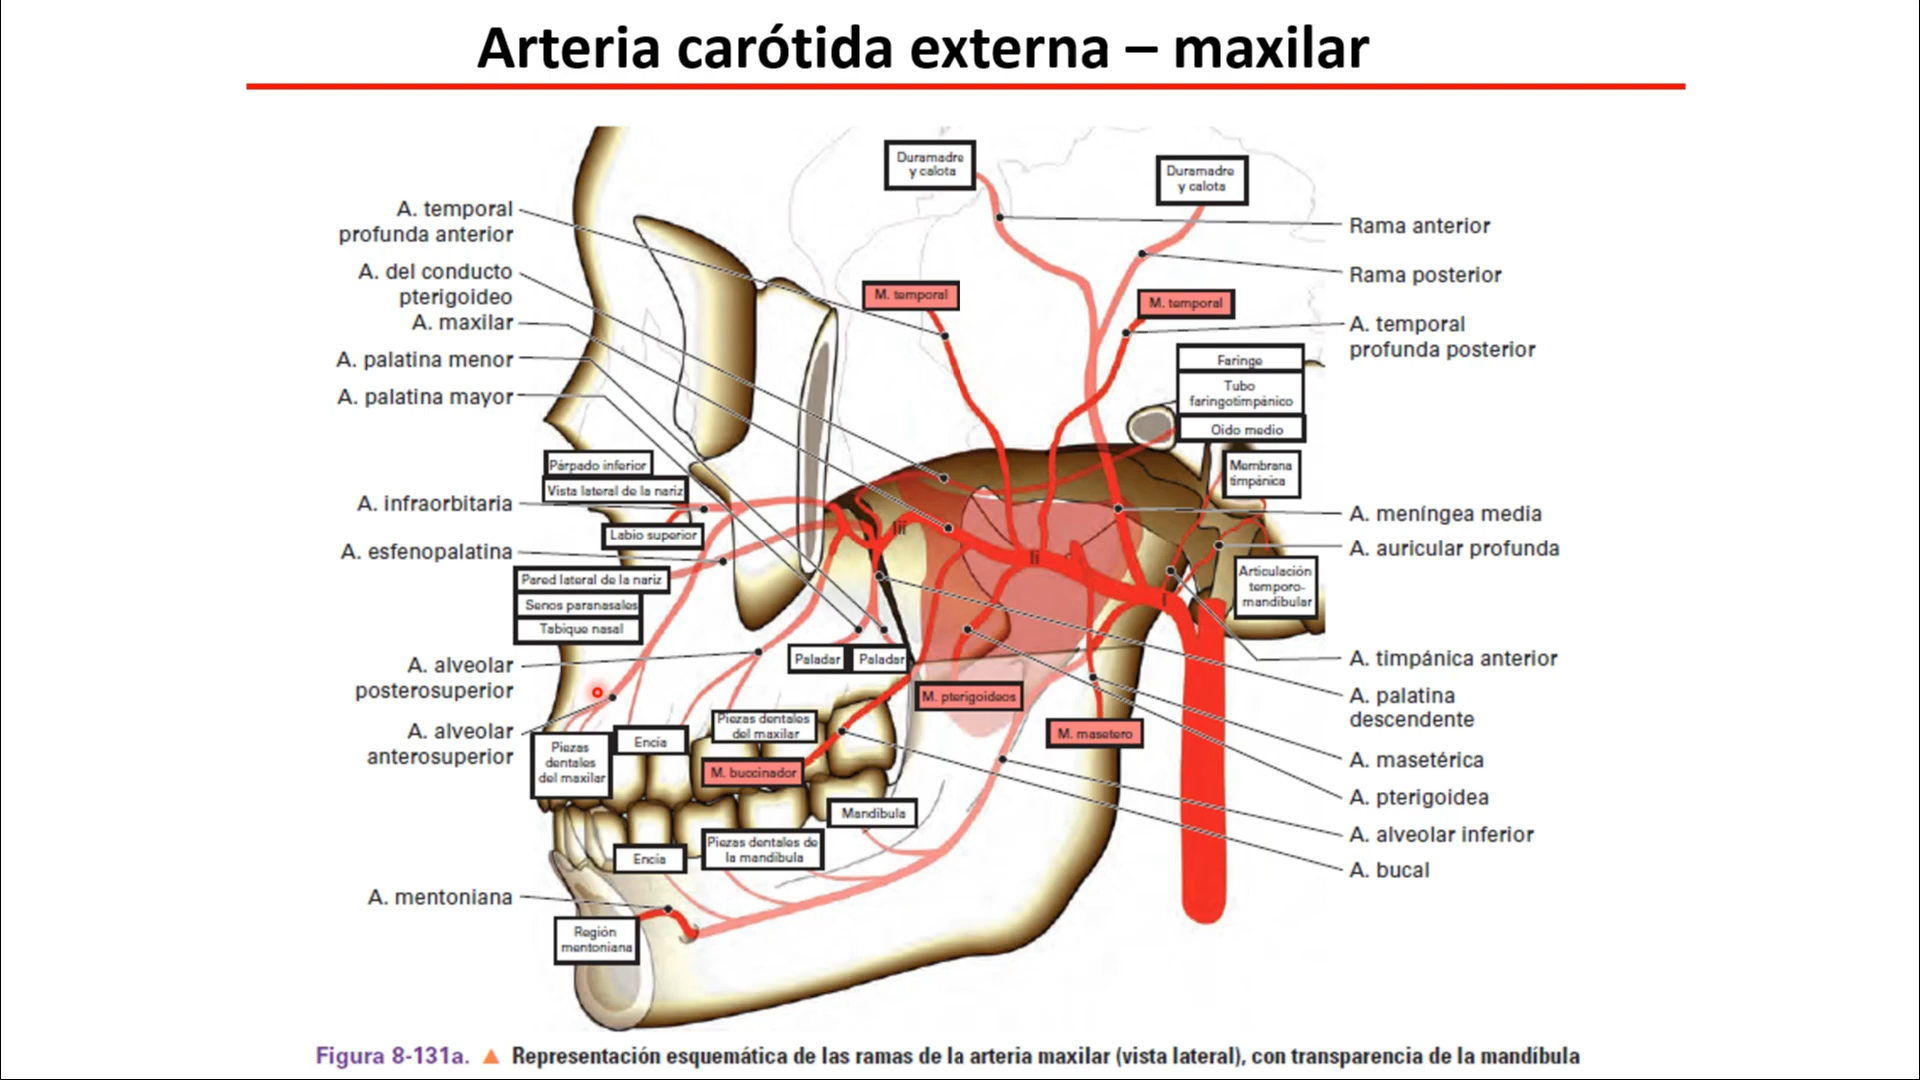 Arteria carótida externa – maxilar
A. temporal
profunda anterior
A. del conducto
pterigoideo
A. maxilar
A. palatina menor
A. palatina mayor
A. infraorbitaria
A. esfenopalatina
A. alveolar
posterosuperior
A. alveolar
anterosuperior
A. mentoniana
Duramadre
y calota
Duramadre
y calota
M. temporal
M. temporal
Faringe
Tubo
faringotimpánico
Oído medio
Membrana
timpánica
Articulación
temporo-
mandibular
Párpado inferior
Vista lateral de la nariz
Labio superior
Pared lateral de la nariz
Senos paranasales
Tabique nasal
Iii
Ii
I
Paladar
Paladar
M. pterigoideos
M. masetero
Piezas dentales
del maxilar
Encía
Piezas
dentales
del maxilar
M. buccinador
Mandíbula
Piezas dentales de
la mandíbula
Encía
Región
mentoniana
Rama anterior
Rama posterior
A. temporal
profunda posterior
A. meníngea media
A. auricular profunda
A. timpánica anterior
A. palatina
descendente
A. masetérica
A. pterigoidea
A. alveolar inferior
A. bucal
Figura 8-131a. ▲ Representación esquemática de las ramas de la arteria maxilar (vista lateral), con transparencia de la mandíbula